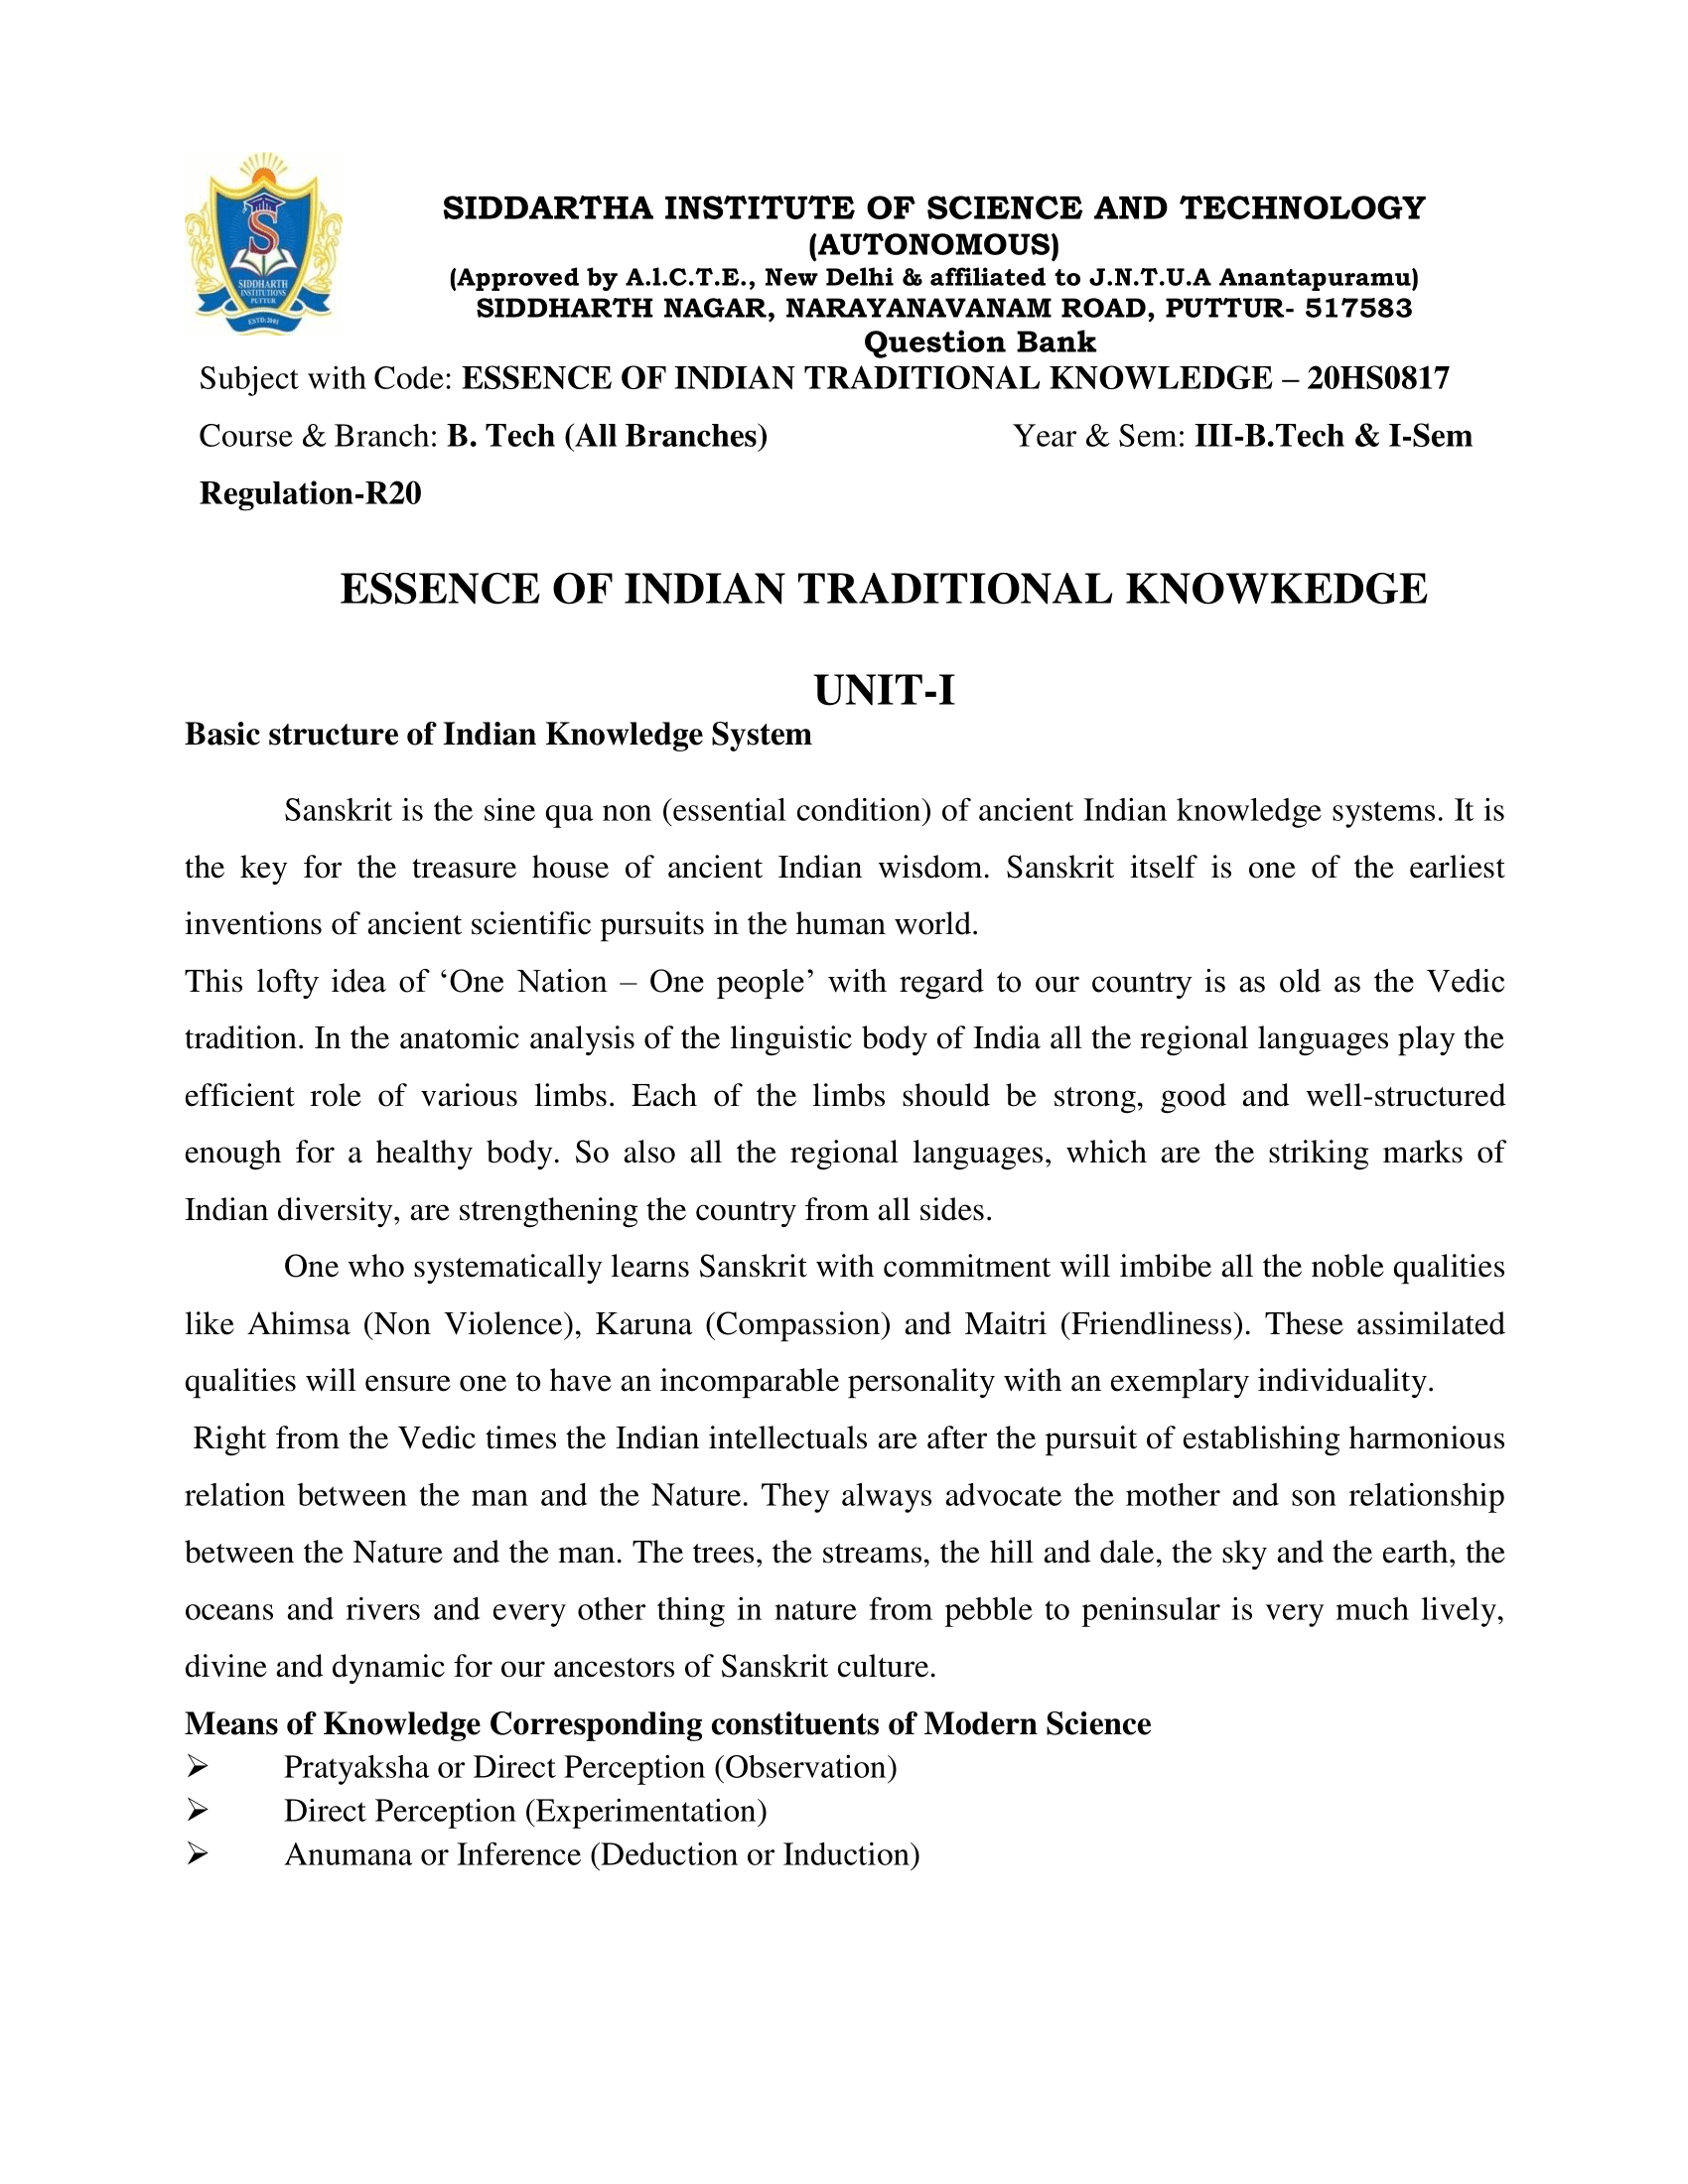 SIDDARTHA INSTITUTE OF SCIENCE AND TECHNOLOGY
(AUTONOMOUS)
(Approved by A.l.C.T.E., New Delhi & affiliated to J.N.T.U.A Anantapuramu)
SIDDHARTH NAGAR, NARAYANAVANAM ROAD, PUTTUR- 517583
Question Bank
S
SIDDHARTH
INSTITUTIONS
PUTTUR
ESTD:2001
Subject with Code: ESSENCE OF INDIAN TRADITIONAL KNOWLEDGE – 20HS0817
Course & Branch: B. Tech (All Branches) Year & Sem: III-B.Tech & I-Sem
Regulation-R20
ESSENCE OF INDIAN TRADITIONAL KNOWKEDGE
UNIT-I
Basic structure of Indian Knowledge System
Sanskrit is the sine qua non (essential condition) of ancient Indian knowledge systems. It is
the key for the treasure house of ancient Indian wisdom. Sanskrit itself is one of the earliest
inventions of ancient scientific pursuits in the human world.
This lofty idea of ‘One Nation – One people’ with regard to our country is as old as the Vedic
tradition. In the anatomic analysis of the linguistic body of India all the regional languages play the
efficient role of various limbs. Each of the limbs should be strong, good and well-structured
enough for a healthy body. So also all the regional languages, which are the striking marks of
Indian diversity, are strengthening the country from all sides.
One who systematically learns Sanskrit with commitment will imbibe all the noble qualities
like Ahimsa (Non Violence), Karuna (Compassion) and Maitri (Friendliness). These assimilated
qualities will ensure one to have an incomparable personality with an exemplary individuality.
Right from the Vedic times the Indian intellectuals are after the pursuit of establishing harmonious
relation between the man and the Nature. They always advocate the mother and son relationship
between the Nature and the man. The trees, the streams, the hill and dale, the sky and the earth, the
oceans and rivers and every other thing in nature from pebble to peninsular is very much lively,
divine and dynamic for our ancestors of Sanskrit culture.
Means of Knowledge Corresponding constituents of Modern Science
➢ Pratyaksha or Direct Perception (Observation)
➢ Direct Perception (Experimentation)
➢ Anumana or Inference (Deduction or Induction)